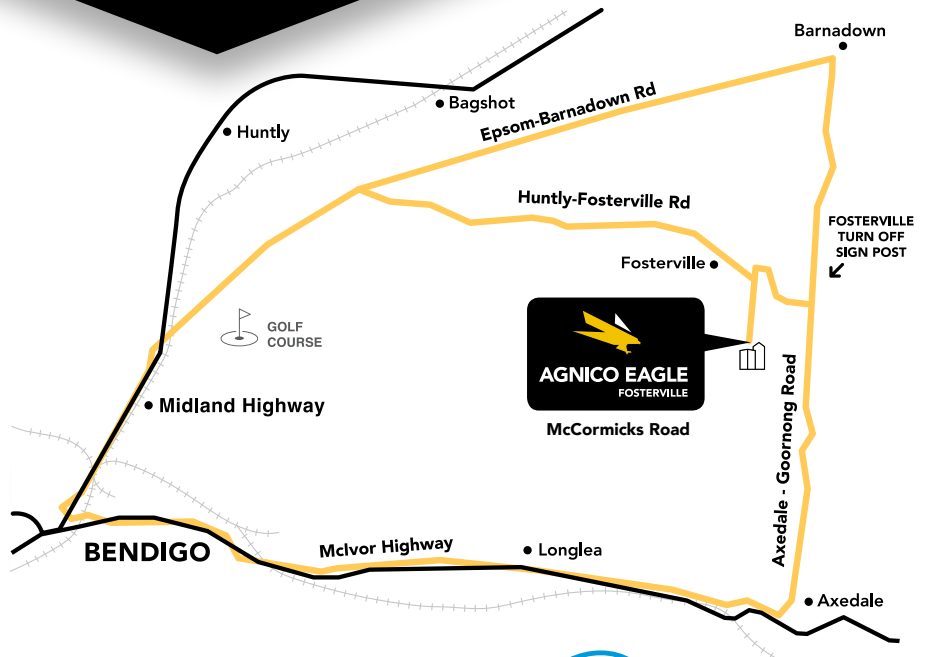 Barnadown
Bagshot
Epsom-Barnadown Rd
Huntly
Huntly-Fosterville Rd
FOSTERVILLE
TURN OFF
SIGN POST
Fosterville
GOLF
COURSE
AGNICO EAGLE
FOSTERVILLE
McCormicks Road
Midland Highway
Axedale - Goornong Road
BENDIGO
McIvor Highway
Longlea
Axedale